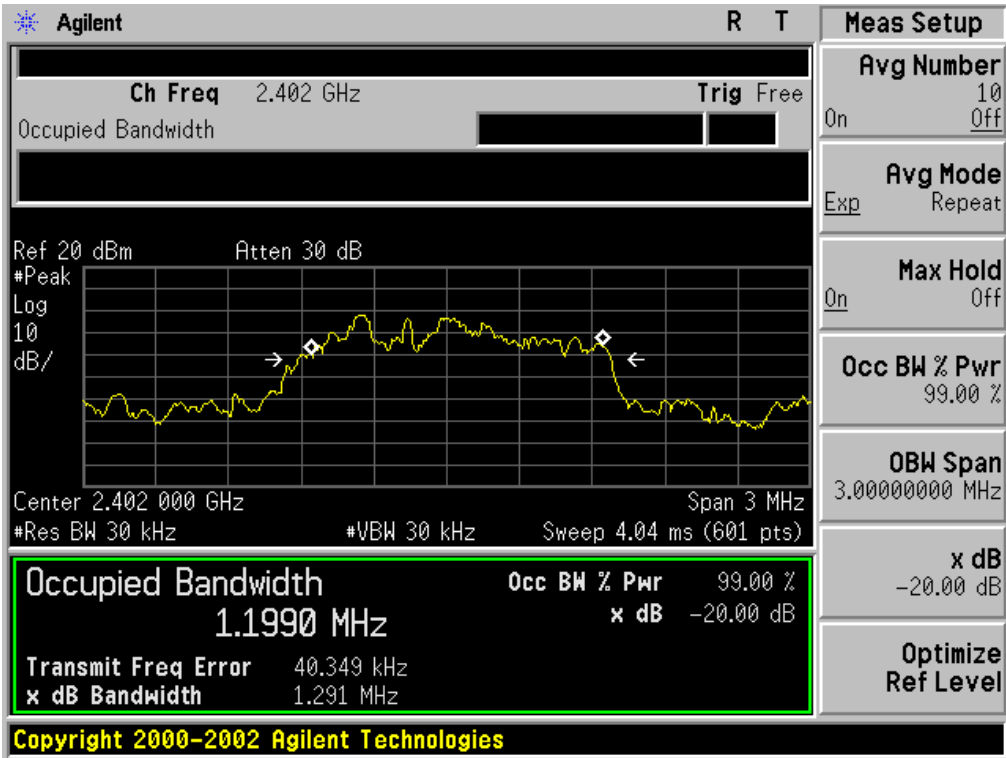 Agilent R T
Ch Freq 2.402 GHz Trig Free
Occupied Bandwidth
Ref 20 dBm Atten 30 dB
#Peak
Log
10
dB/
Center 2.402 000 GHz Span 3 MHz
#Res BW 30 kHz #VBW 30 kHz Sweep 4.04 ms (601 pts)
Occupied Bandwidth Occ BW % Pwr 99.00 %
1.1990 MHz x dB -20.00 dB
Transmit Freq Error 40.349 kHz
x dB Bandwidth 1.291 MHz
Copyright 2000-2002 Agilent Technologies
Meas Setup
Avg Number
10
On Off
Avg Mode
Exp Repeat
Max Hold
On Off
Occ BW % Pwr
99.00 %
OBW Span
3.00000000 MHz
x dB
-20.00 dB
Optimize
Ref Level